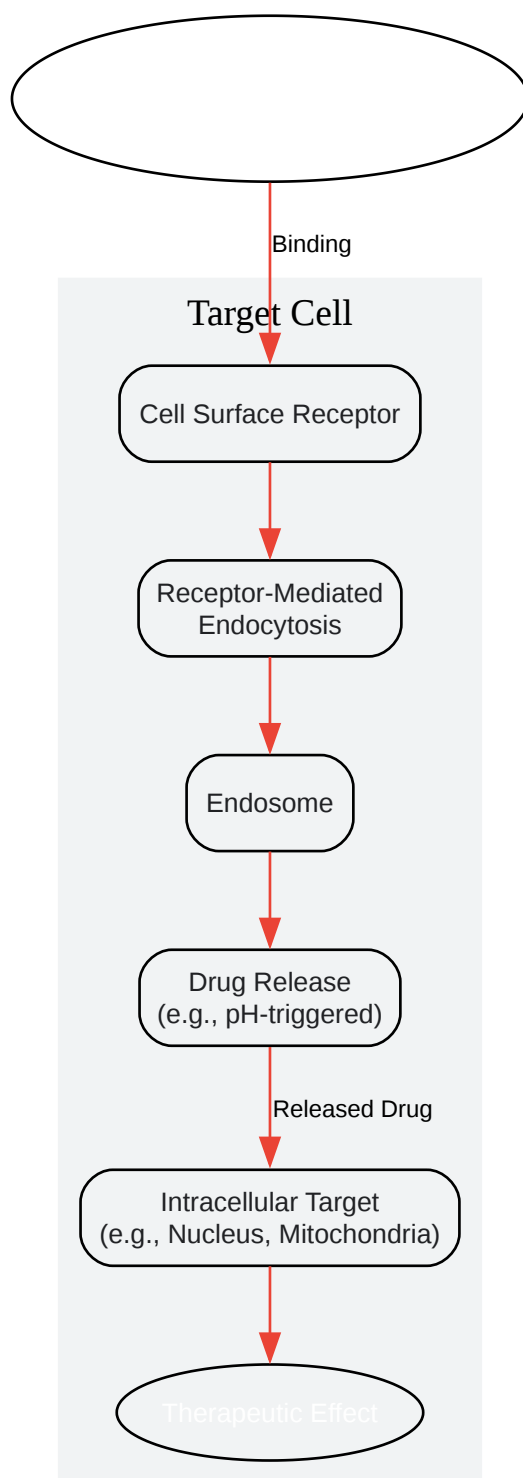 Binding
Target Cell
Cell Surface Receptor
Receptor-Mediated
Endocytosis
Endosome
Drug Release
(e.g., pH-triggered)
Released Drug
Intracellular Target
(e.g., Nucleus, Mitochondria)
Therapeutic Effect